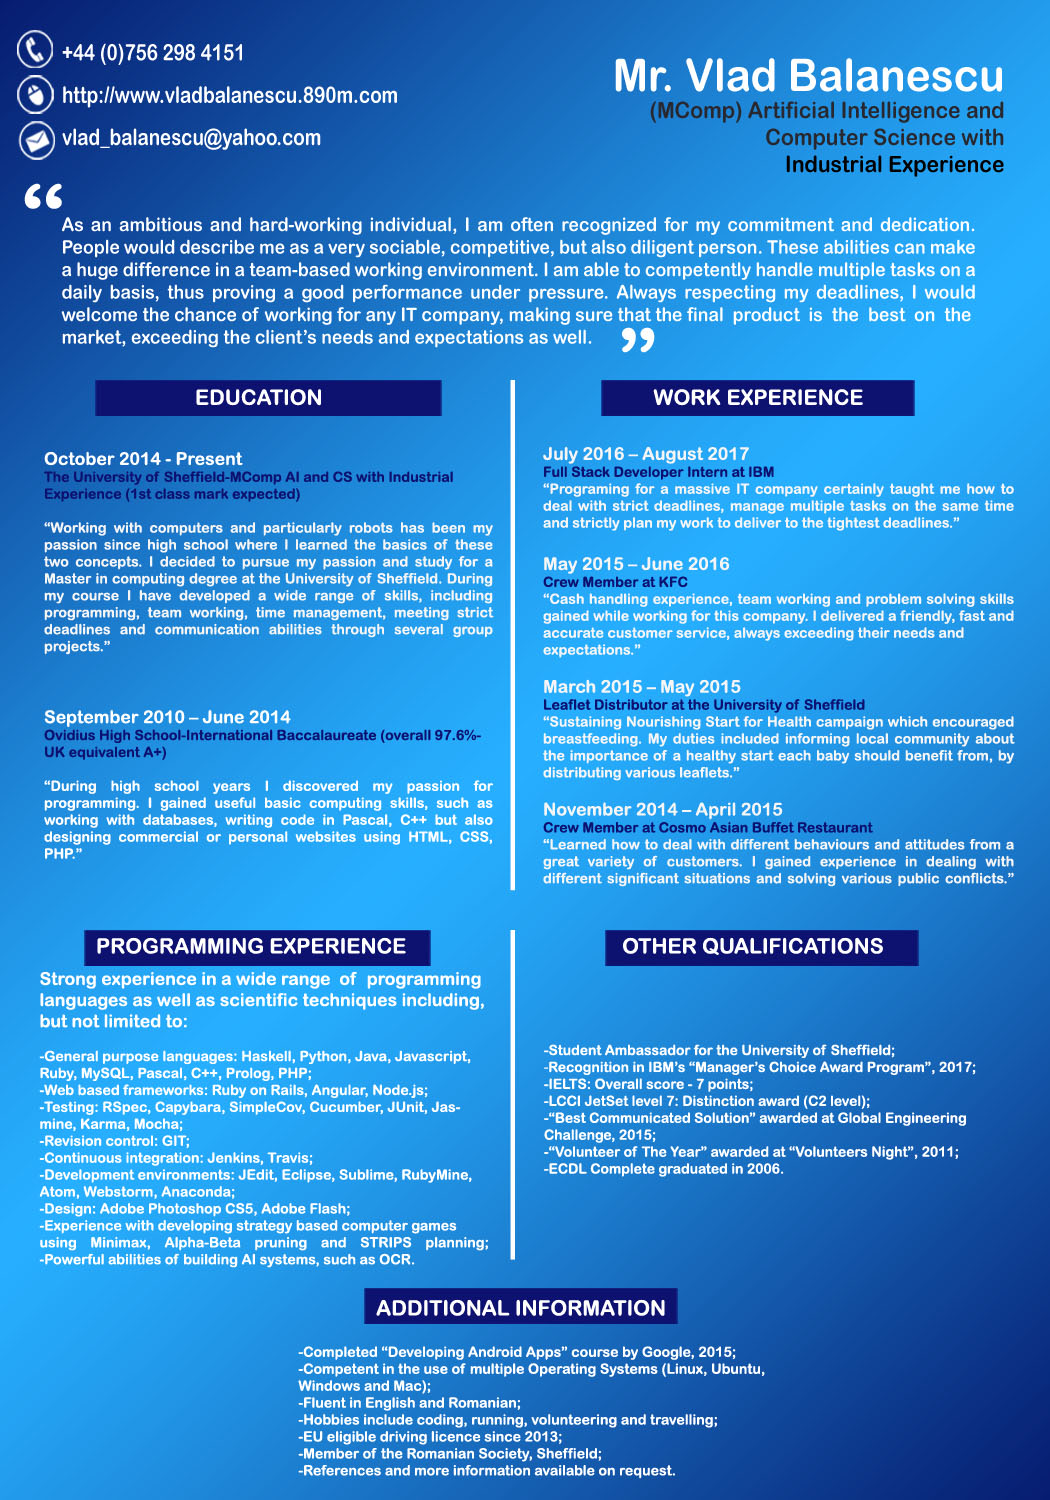 +44 (0)756 298 4151
http://www.vladbalanescu.890m.com
vlad_balanescu@yahoo.com
Mr. Vlad Balanescu
(MComp) Artificial Intelligence and
Computer Science with
Industrial Experience
“
As an ambitious and hard-working individual, I am often recognized for my commitment and dedication.
People would describe me as a very sociable, competitive, but also diligent person. These abilities can make
a huge difference in a team-based working environment. I am able to competently handle multiple tasks on a
daily basis, thus proving a good performance under pressure. Always respecting my deadlines, I would
welcome the chance of working for any IT company, making sure that the final product is the best on the
market, exceeding the client’s needs and expectations as well. ”
EDUCATION
October 2014 - Present
The University of Sheffield-MComp AI and CS with Industrial
Experience (1st class mark expected)
“Working with computers and particularly robots has been my
passion since high school where I learned the basics of these
two concepts. I decided to pursue my passion and study for a
Master in computing degree at the University of Sheffield. During
my course I have developed a wide range of skills, including
programming, team working, time management, meeting strict
deadlines and communication abilities through several group
projects.”
September 2010 – June 2014
Ovidius High School-International Baccalaureate (overall 97.6%-
UK equivalent A+)
“During high school years I discovered my passion for
programming. I gained useful basic computing skills, such as
working with databases, writing code in Pascal, C++ but also
designing commercial or personal websites using HTML, CSS,
PHP.”
WORK EXPERIENCE
July 2016 – August 2017
Full Stack Developer Intern at IBM
“Programing for a massive IT company certainly taught me how to
deal with strict deadlines, manage multiple tasks on the same time
and strictly plan my work to deliver to the tightest deadlines.”
May 2015 – June 2016
Crew Member at KFC
“Cash handling experience, team working and problem solving skills
gained while working for this company. I delivered a friendly, fast and
accurate customer service, always exceeding their needs and
expectations.”
March 2015 – May 2015
Leaflet Distributor at the University of Sheffield
“Sustaining Nourishing Start for Health campaign which encouraged
breastfeeding. My duties included informing local community about
the importance of a healthy start each baby should benefit from, by
distributing various leaflets.”
November 2014 – April 2015
Crew Member at Cosmo Asian Buffet Restaurant
“Learned how to deal with different behaviours and attitudes from a
great variety of customers. I gained experience in dealing with
different significant situations and solving various public conflicts.”
PROGRAMMING EXPERIENCE
Strong experience in a wide range of programming
languages as well as scientific techniques including,
but not limited to:
-General purpose languages: Haskell, Python, Java, Javascript,
Ruby, MySQL, Pascal, C++, Prolog, PHP;
-Web based frameworks: Ruby on Rails, Angular, Node.js;
-Testing: RSpec, Capybara, SimpleCov, Cucumber, JUnit, Jas-
mine, Karma, Mocha;
-Revision control: GIT;
-Continuous integration: Jenkins, Travis;
-Development environments: JEdit, Eclipse, Sublime, RubyMine,
Atom, Webstorm, Anaconda;
-Design: Adobe Photoshop CS5, Adobe Flash;
-Experience with developing strategy based computer games
using Minimax, Alpha-Beta pruning and STRIPS planning;
-Powerful abilities of building AI systems, such as OCR.
OTHER QUALIFICATIONS
-Student Ambassador for the University of Sheffield;
-Recognition in IBM’s “Manager’s Choice Award Program”, 2017;
-IELTS: Overall score - 7 points;
-LCCI JetSet level 7: Distinction award (C2 level);
-“Best Communicated Solution” awarded at Global Engineering
Challenge, 2015;
-“Volunteer of The Year” awarded at “Volunteers Night”, 2011;
-ECDL Complete graduated in 2006.
ADDITIONAL INFORMATION
-Completed “Developing Android Apps” course by Google, 2015;
-Competent in the use of multiple Operating Systems (Linux, Ubuntu,
Windows and Mac);
-Fluent in English and Romanian;
-Hobbies include coding, running, volunteering and travelling;
-EU eligible driving licence since 2013;
-Member of the Romanian Society, Sheffield;
-References and more information available on request.